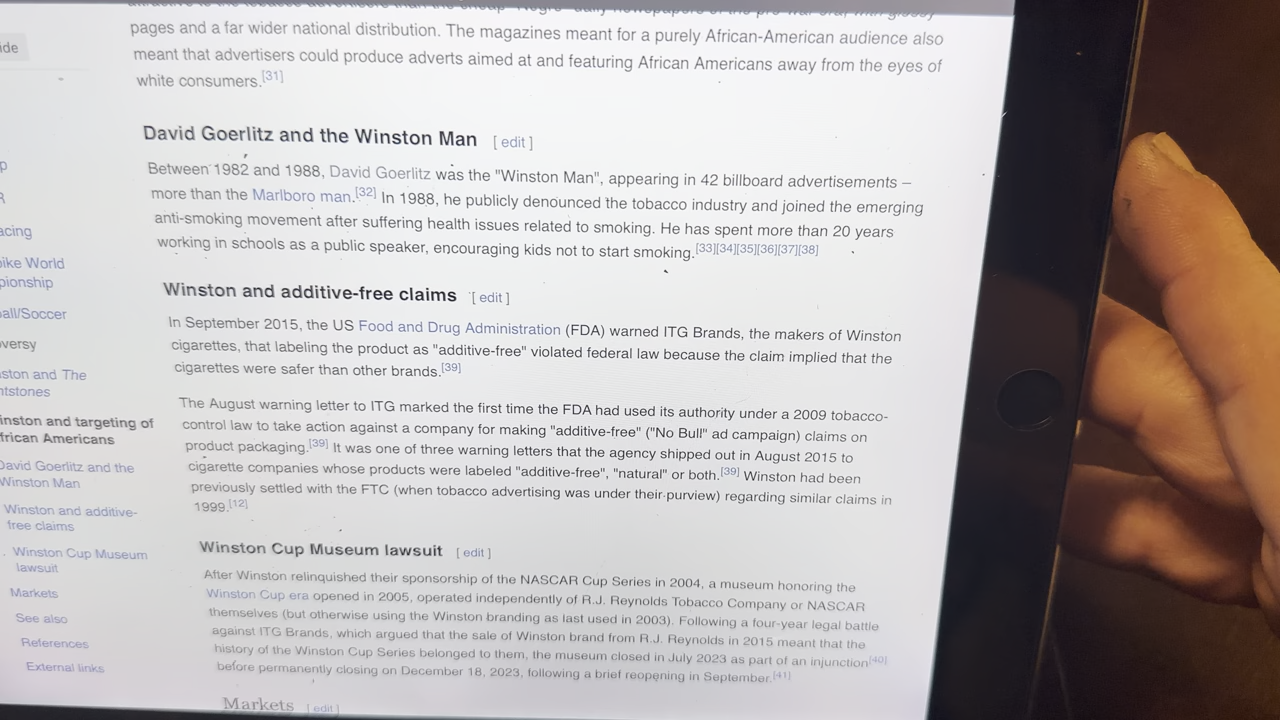 pages and a far wider national distribution. The magazines meant for a purely African-American audience also
meant that advertisers could produce adverts aimed at and featuring African Americans away from the eyes of
white consumers.[31]
ide
David Goerlitz and the Winston Man [ edit ]
Between 1982 and 1988, David Goerlitz was the "Winston Man", appearing in 42 billboard advertisements –
more than the Marlboro man.[32] In 1988, he publicly denounced the tobacco industry and joined the emerging
anti-smoking movement after suffering health issues related to smoking. He has spent more than 20 years
working in schools as a public speaker, encouraging kids not to start smoking.[33][34][35][36][37][38]
Winston and additive-free claims [ edit ]
In September 2015, the US Food and Drug Administration (FDA) warned ITG Brands, the makers of Winston
cigarettes, that labeling the product as "additive-free" violated federal law because the claim implied that the
cigarettes were safer than other brands.[39]
The August warning letter to ITG marked the first time the FDA had used its authority under a 2009 tobacco-
control law to take action against a company for making "additive-free" ("No Bull" ad campaign) claims on
product packaging.[39] It was one of three warning letters that the agency shipped out in August 2015 to
cigarette companies whose products were labeled "additive-free", "natural" or both.[39] Winston had been
previously settled with the FTC (when tobacco advertising was under their purview) regarding similar claims in
1999.[12]
Winston Cup Museum lawsuit [ edit ]
After Winston relinquished their sponsorship of the NASCAR Cup Series in 2004, a museum honoring the
Winston Cup era opened in 2005, operated independently of R.J. Reynolds Tobacco Company or NASCAR
themselves (but otherwise using the Winston branding as last used in 2003). Following a four-year legal battle
against ITG Brands, which argued that the sale of Winston brand from R.J. Reynolds in 2015 meant that the
history of the Winston Cup Series belonged to them, the museum closed in July 2023 as part of an injunction[40]
before permanently closing on December 18, 2023, following a brief reopening in September.[41]
Markets [ edit ]
p
R
acing
bike World
pionship
all/Soccer
versy
ston and The
ntstones
inston and targeting of
frican Americans
David Goerlitz and the
Winston Man
Winston and additive-
free claims
Winston Cup Museum
lawsuit
Markets
See also
References
External links